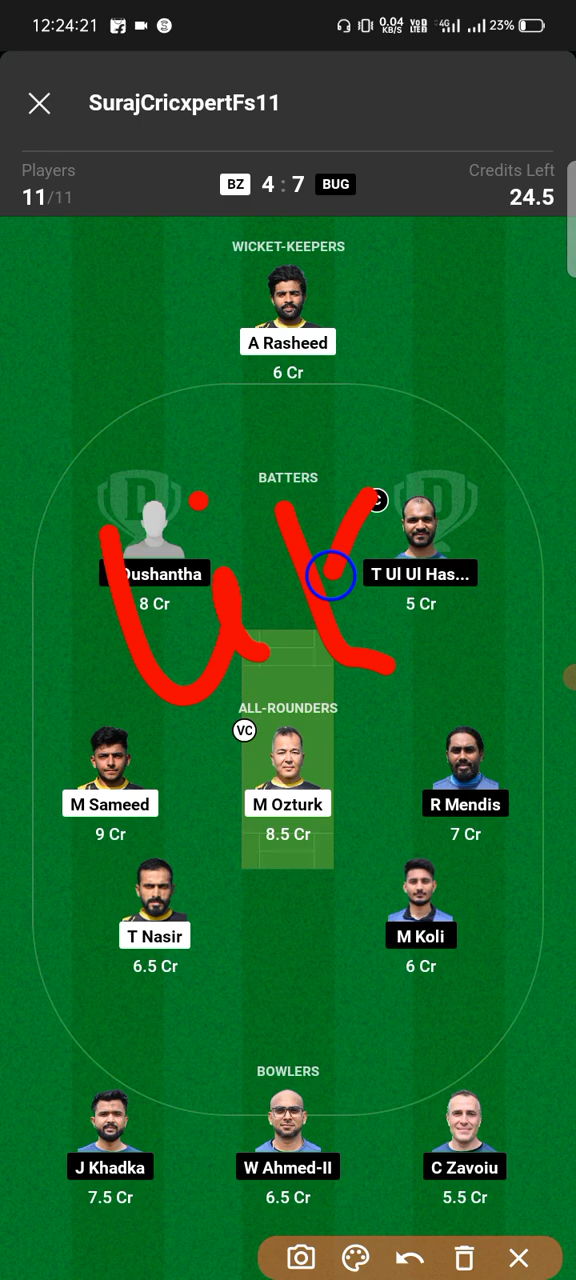 12:24:21 0.04 KB/S Vo LTE 4G 23%
SurajCricxpertFs11
Players Credits Left
11/11 BZ 4 : 7 BUG 24.5
WICKET-KEEPERS
A Rasheed
6 Cr
BATTERS
C
Dushantha T Ul Ul Has...
8 Cr 5 Cr
ALL-ROUNDERS
VC
M Sameed M Ozturk R Mendis
9 Cr 8.5 Cr 7 Cr
T Nasir M Koli
6.5 Cr 6 Cr
BOWLERS
J Khadka W Ahmed-II C Zavoiu
7.5 Cr 6.5 Cr 5.5 Cr